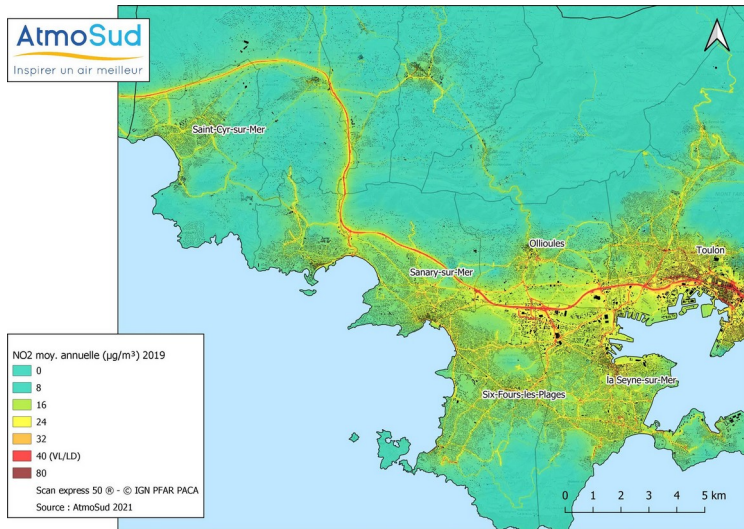 AtmoSud
Inspirer un air meilleur
Saint-Cyr-sur-Mer
Ollioules
Toulon
Sanary-sur-Mer
la Seyne-sur-Mer
Six-Fours-les-Plages
NO2 moy. annuelle (µg/m³) 2019
0
8
16
24
32
40 (VL/LD)
80
Scan express 50 ® - © IGN PFAR PACA
Source : AtmoSud 2021
0 1 2 3 4 5 km